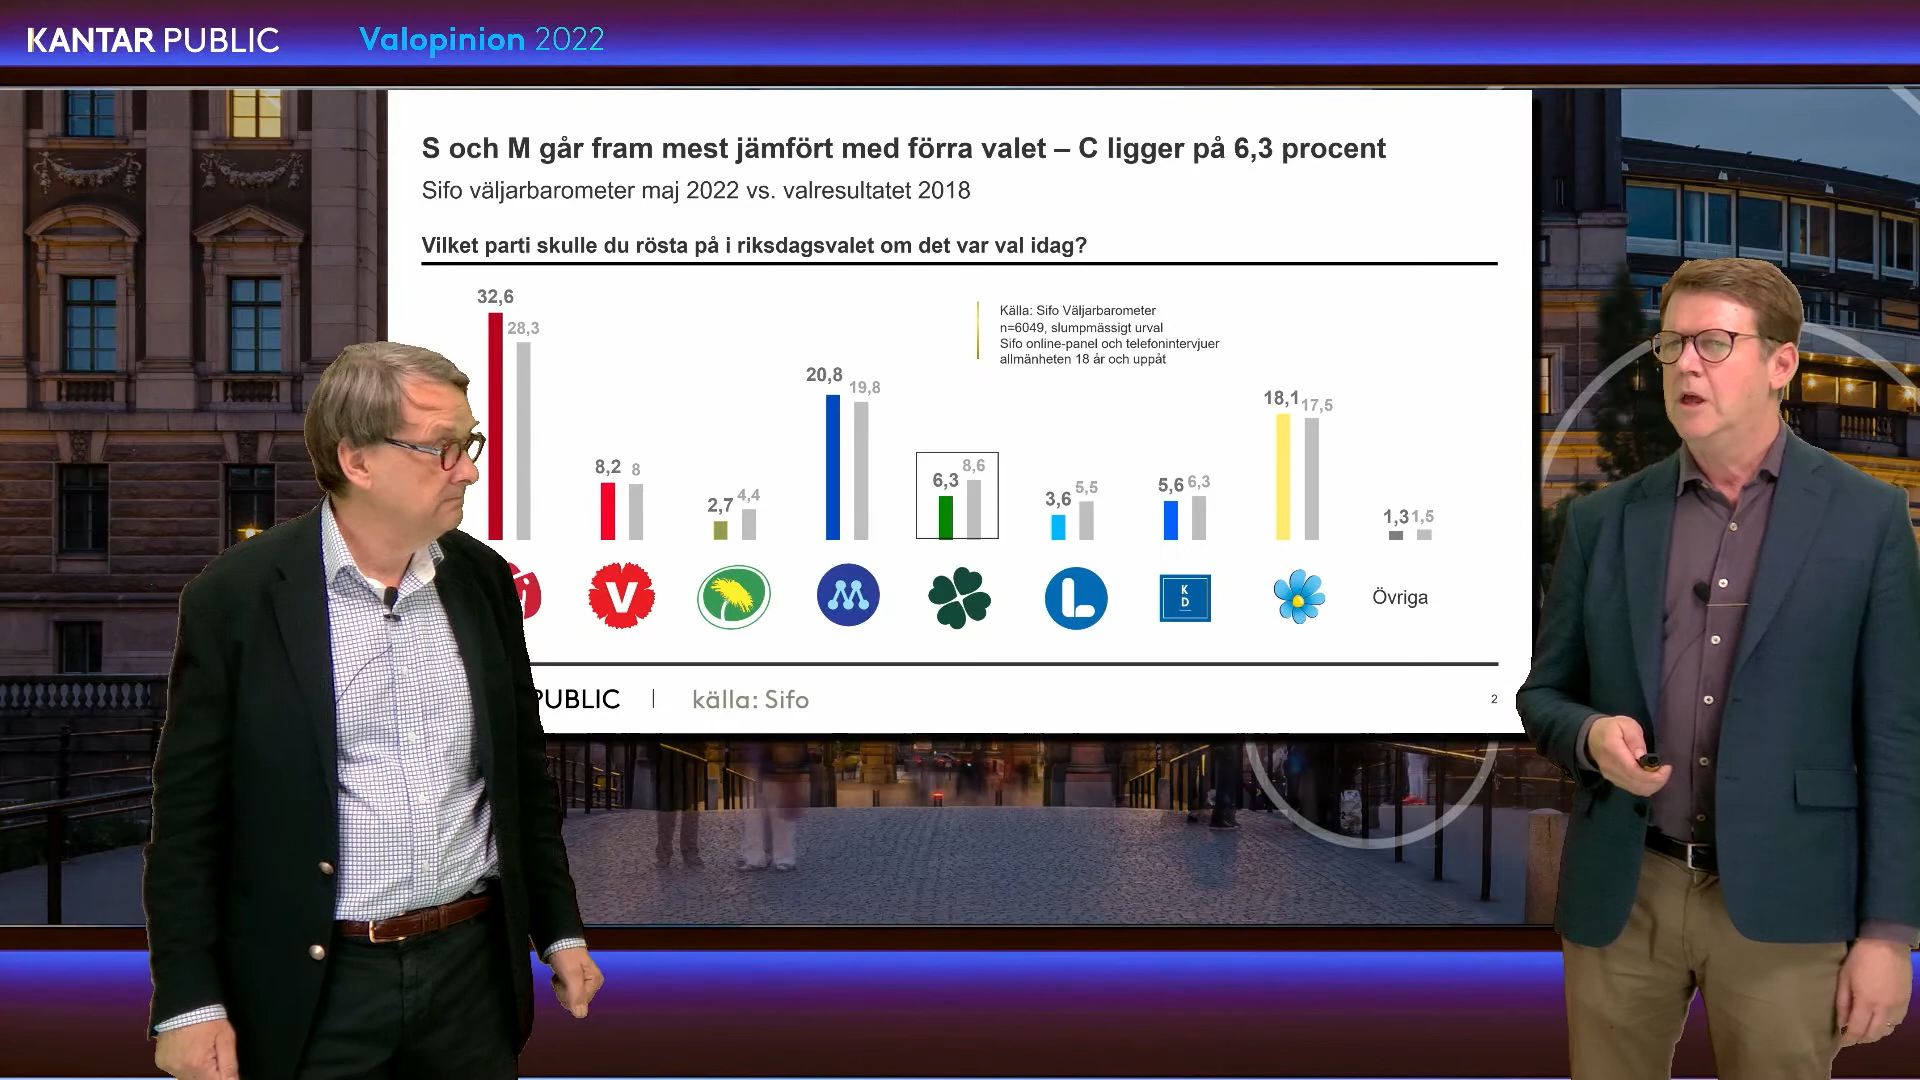 KANTAR PUBLIC
Valopinion 2022
S och M går fram mest jämfört med förra valet – C ligger på 6,3 procent
Sifo väljarbarometer maj 2022 vs. valresultatet 2018
Vilket parti skulle du rösta på i riksdagsvalet om det var val idag?
Källa: Sifo Väljarbarometer
n=6049, slumpmässigt urval
Sifo online-panel och telefonintervjuer
allmänheten 18 år och uppåt
32,6 28,3
8,2 8
2,7 4,4
20,8 19,8
6,3 8,6
3,6 5,5
5,6 6,3
18,1 17,5
1,3 1,5
V
M
L
K
D
Övriga
PUBLIC | källa: Sifo
2